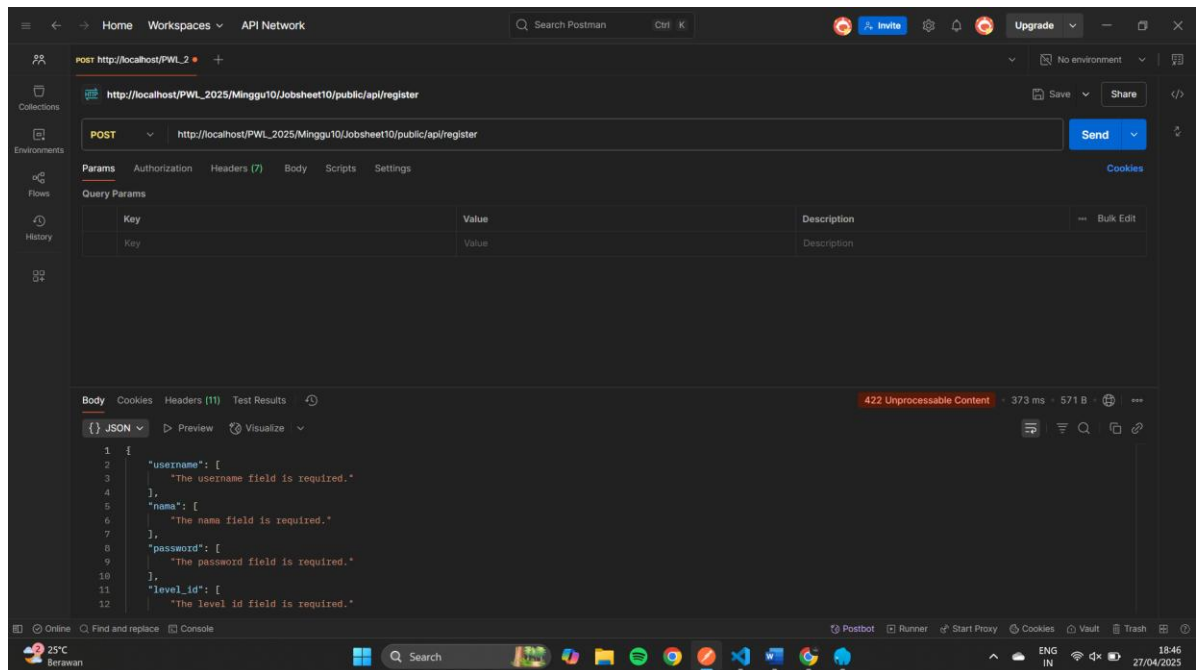 Home Workspaces API Network Search Postman Ctrl K Invite Upgrade
POST http://localhost/PWL_2 No environment
http://localhost/PWL_2025/Minggu10/Jobsheet10/public/api/register Save Share
Collections
POST http://localhost/PWL_2025/Minggu10/Jobsheet10/public/api/register Send
Environments
Params Authorization Headers (7) Body Scripts Settings Cookies
Flows
Query Params
Key Value Description Bulk Edit
History
Key Value Description
Body Cookies Headers (11) Test Results 422 Unprocessable Content 373 ms 571 B
{} JSON Preview Visualize
1 {
2 "username": [
3 "The username field is required."
4 ],
5 "nama": [
6 "The nama field is required."
7 ],
8 "password": [
9 "The password field is required."
10 ],
11 "level_id": [
12 "The level id field is required."
Online Find and replace Console Postbot Runner Start Proxy Cookies Vault Trash
2 25°C Search ENG 18:46
Berawan IN 27/04/2025